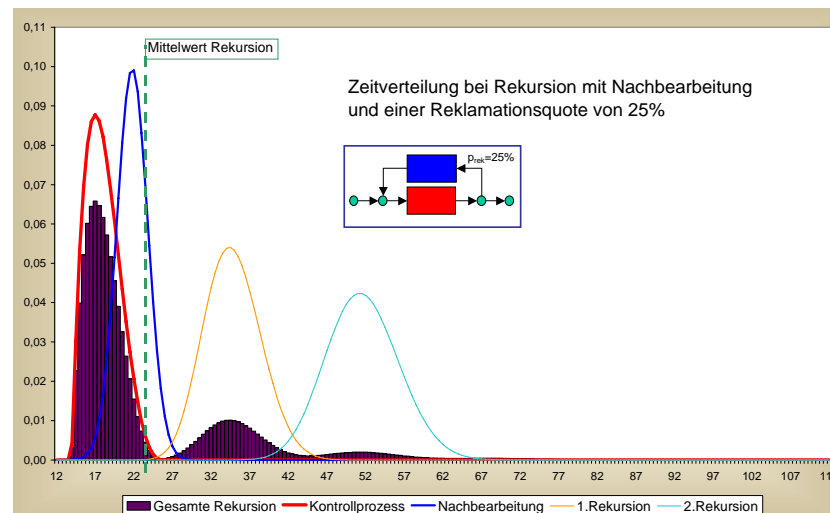 0,11
0,10
0,09
0,08
0,07
0,06
0,05
0,04
0,03
0,02
0,01
0,00
Mittelwert Rekursion
Zeitverteilung bei Rekursion mit Nachbearbeitung
und einer Reklamationsquote von 25%
prek=25%
12 17 22 27 32 37 42 47 52 57 62 67 72 77 82 87 92 97 102 107
Gesamte Rekursion Kontrollprozess Nachbearbeitung 1.Rekursion 2.Rekursion